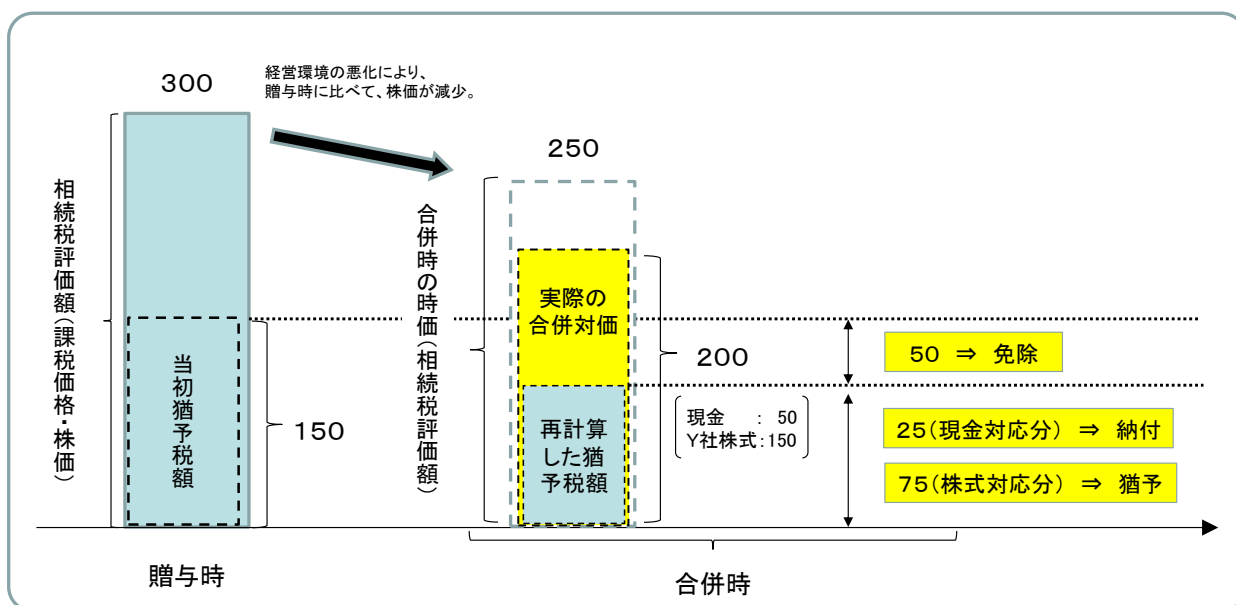 300
経営環境の悪化により、
贈与時に比べて、株価が減少。
250
相続税評価額(課税価格・株価)
当初猶予税額
150
合併時の時価(相続税評価額)
実際の
合併対価
再計算
した猶
予税額
200
現金 : 50
Y社株式:150
50 ⇒ 免除
25(現金対応分) ⇒ 納付
75(株式対応分) ⇒ 猶予
贈与時
合併時